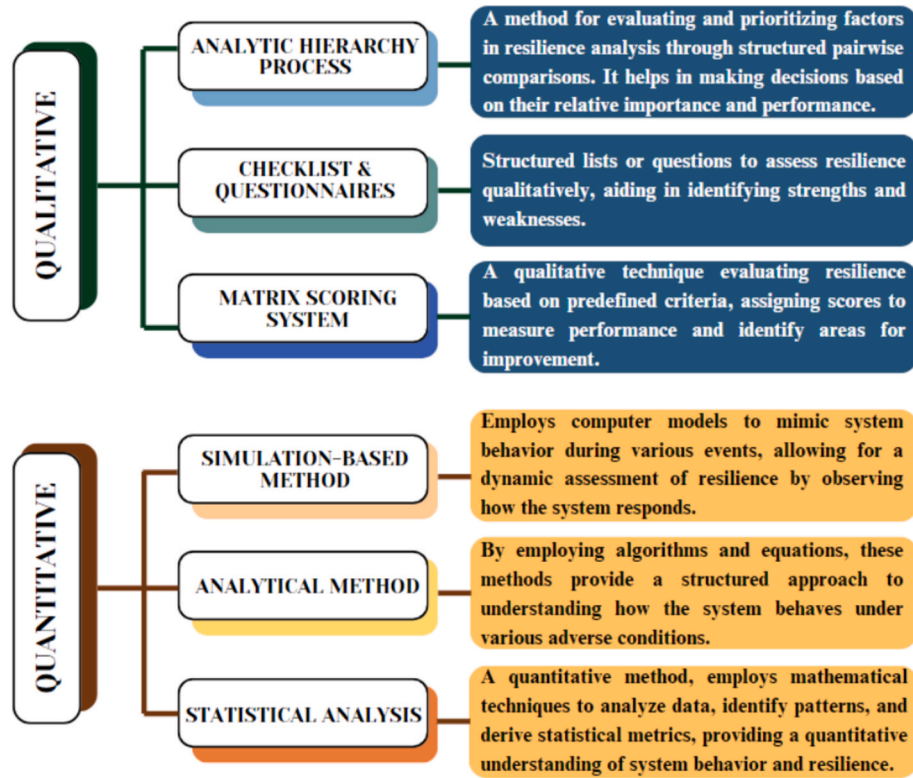 QUALITATIVE
ANALYTIC HIERARCHY
PROCESS
A method for evaluating and prioritizing factors
in resilience analysis through structured pairwise
comparisons. It helps in making decisions based
on their relative importance and performance.
CHECKLIST &
QUESTIONNAIRES
Structured lists or questions to assess resilience
qualitatively, aiding in identifying strengths and
weaknesses.
MATRIX SCORING
SYSTEM
A qualitative technique evaluating resilience
based on predefined criteria, assigning scores to
measure performance and identify areas for
improvement.
QUANTITATIVE
SIMULATION-BASED
METHOD
Employs computer models to mimic system
behavior during various events, allowing for a
dynamic assessment of resilience by observing
how the system responds.
ANALYTICAL METHOD
By employing algorithms and equations, these
methods provide a structured approach to
understanding how the system behaves under
various adverse conditions.
STATISTICAL ANALYSIS
A quantitative method, employs mathematical
techniques to analyze data, identify patterns, and
derive statistical metrics, providing a quantitative
understanding of system behavior and resilience.